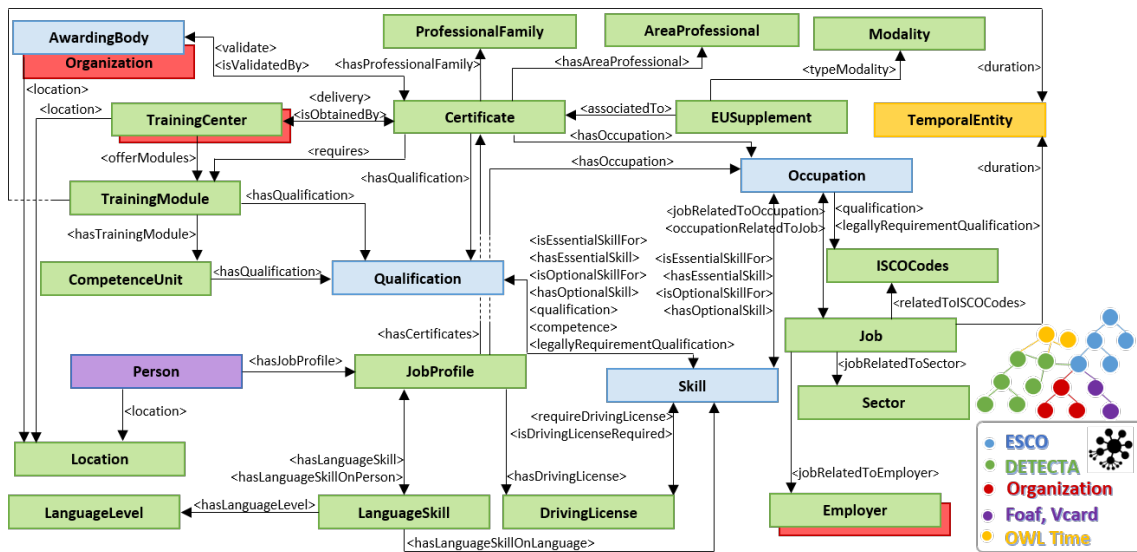 ProfessionalFamily
AreaProfessional
Modality
AwardingBody
Organization
<validate>
<isValidatedBy>
<hasProfessionalFamily>
<hasAreaProfessional>
<typeModality>
<duration>
<location>
<location>
<delivery>
<isObtainedBy>
<associatedTo>
TrainingCenter
Certificate
EUSupplement
TemporalEntity
<hasOccupation>
<offerModules>
<requires>
<hasOccupation>
<duration>
<hasQualification>
Occupation
TrainingModule
<hasQualification>
<jobRelatedToOccupation>
<occupationRelatedToJob>
<qualification>
<legallyRequirementQualification>
<hasTrainingModule>
<isEssentialSkillFor>
<hasEssentialSkill>
<isOptionalSkillFor>
<hasOptionalSkill>
<qualification>
<competence>
<legallyRequirementQualification>
<isEssentialSkillFor>
<hasEssentialSkill>
<isOptionalSkillFor>
<hasOptionalSkill>
ISCOCodes
CompetenceUnit
<hasQualification>
Qualification
<relatedToISCOCodes>
<hasCertificates>
Job
Person
<hasJobProfile>
JobProfile
Skill
<jobRelatedToSector>
Sector
<location>
<requireDrivingLicense>
<isDrivingLicenseRequired>
Location
<hasLanguageSkill>
<hasLanguageSkillOnPerson>
<hasDrivingLicense>
<jobRelatedToEmployer>
LanguageLevel
<hasLanguageLevel>
LanguageSkill
DrivingLicense
Employer
<hasLanguageSkillOnLanguage>
ESCO
DETECTA
Organization
Foaf, Vcard
OWL Time